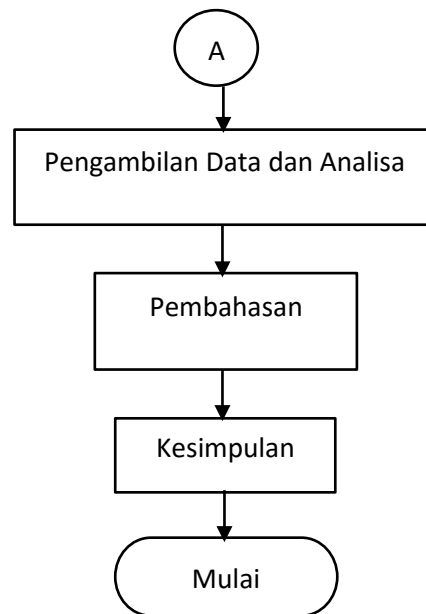 A
Pengambilan Data dan Analisa
Pembahasan
Kesimpulan
Mulai